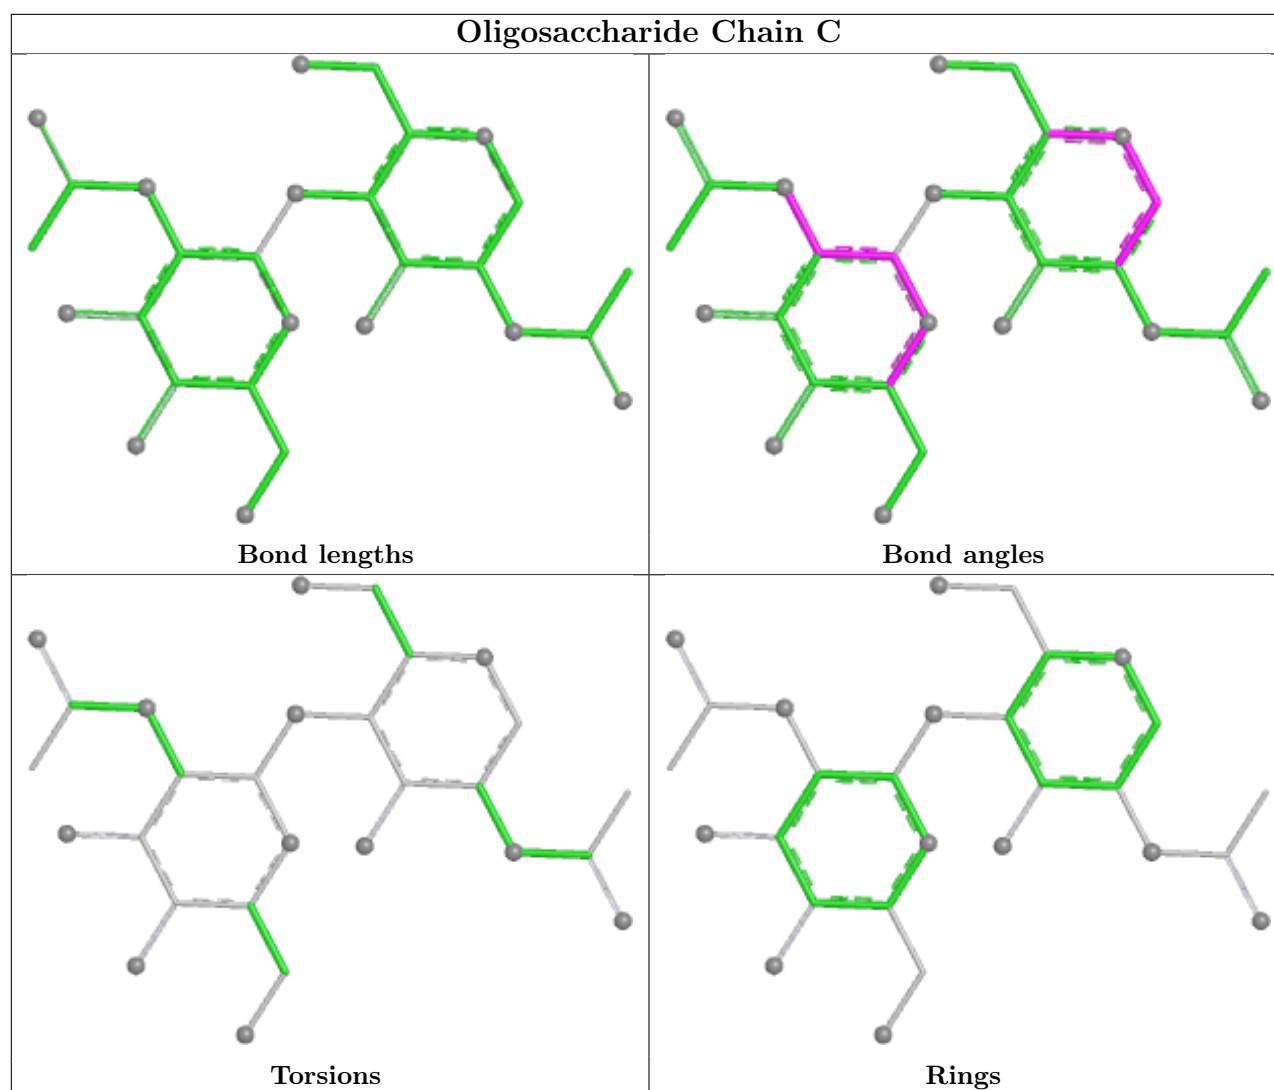 Oligosaccharide Chain C
Bond lengths
Bond angles
Torsions
Rings